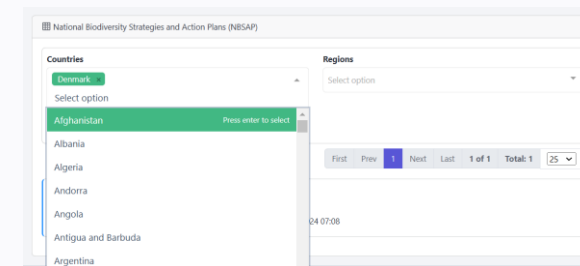 National Biodiversity Strategies and Action Plans (NBSAP)
Countries
Regions
Denmark ×
Select option
Select option
Afghanistan Press enter to select
Albania
Algeria
Andorra
Angola
Antigua and Barbuda
Argentina
First Prev 1 Next Last 1 of 1 Total: 1 25
24 07:08